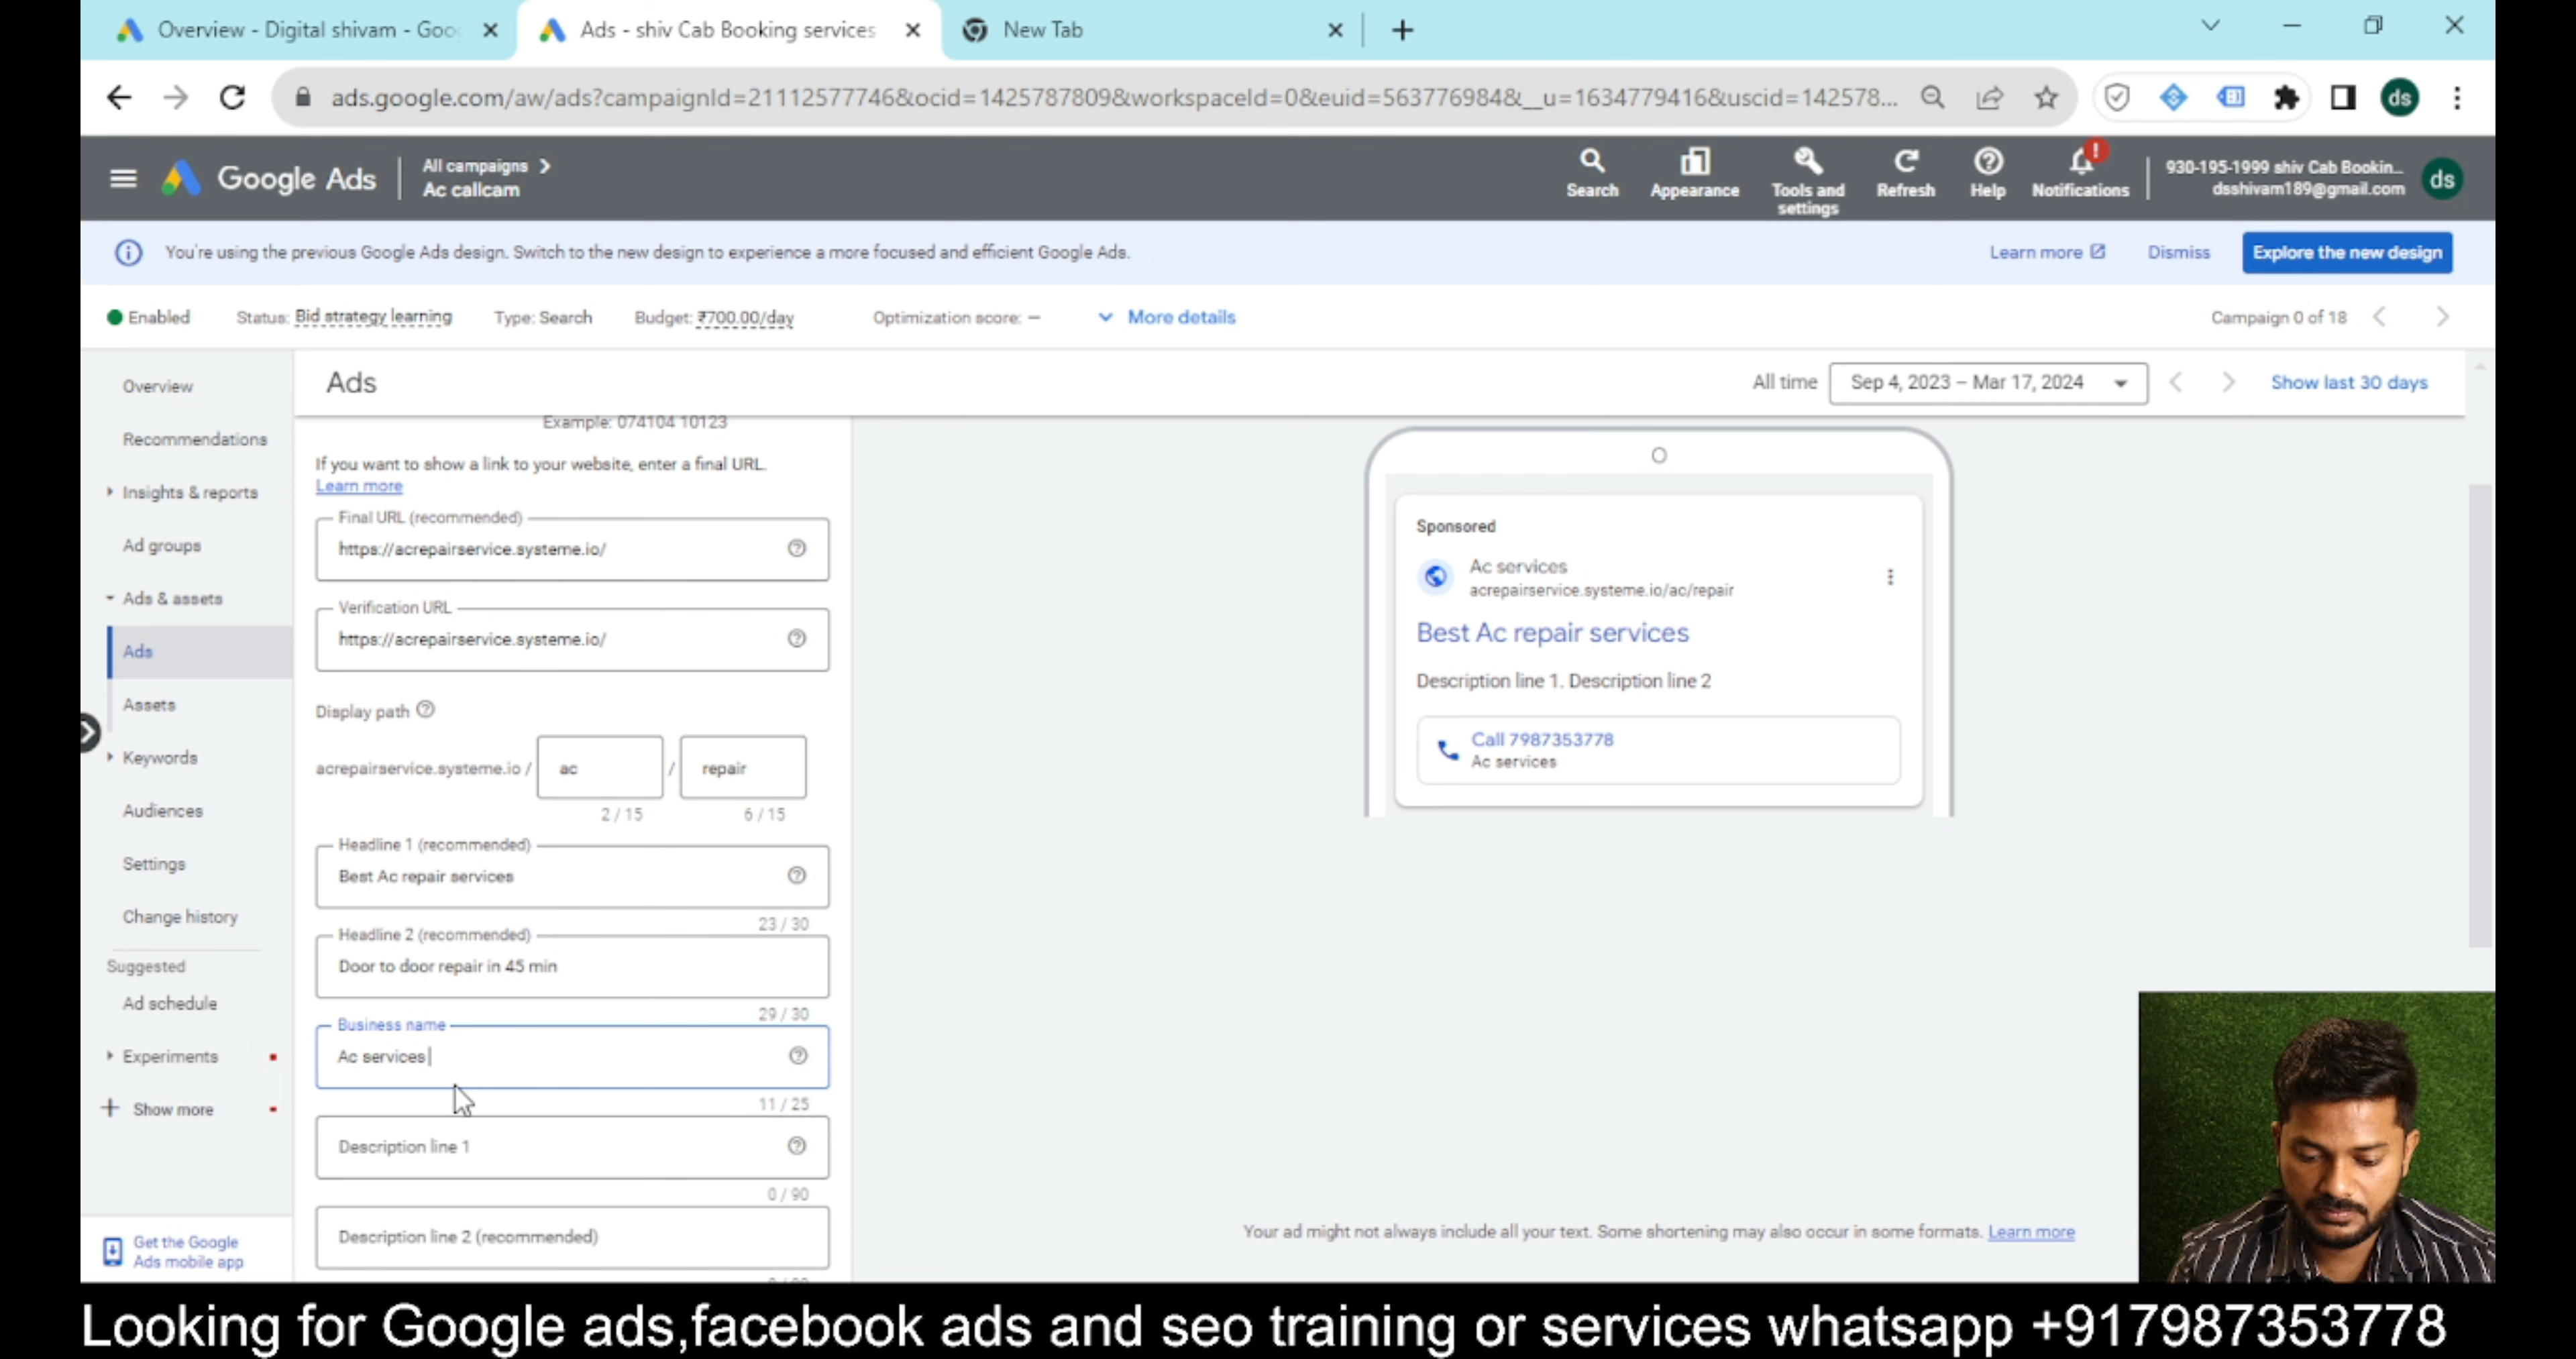 Overview - Digital shivam - Goo
Ads - shiv Cab Booking services
New Tab
ads.google.com/aw/ads?campaignId=21112577746&ocid=1425787809&workspaceId=0&euid=563776984&__u=1634779416&uscid=142578...
ds
Google Ads
All campaigns
Ac callcam
Search
Appearance
Tools and
settings
Refresh
Help
Notifications
930-195-1999 shiv Cab Bookin...
dsshivam189@gmail.com
ds
You're using the previous Google Ads design. Switch to the new design to experience a more focused and efficient Google Ads.
Learn more
Dismiss
Explore the new design
Enabled
Status: Bid strategy learning
Type: Search
Budget: ₹700.00/day
Optimization score: –
More details
Campaign 0 of 18
Overview
Recommendations
Insights & reports
Ad groups
Ads & assets
Ads
Assets
Keywords
Audiences
Settings
Change history
Suggested
Ad schedule
Experiments
Show more
Get the Google
Ads mobile app
Ads
All time
Sep 4, 2023 – Mar 17, 2024
Show last 30 days
Example: 074104 10123
If you want to show a link to your website, enter a final URL.
Learn more
Final URL (recommended)
https://acrepairservice.systeme.io/
Verification URL
https://acrepairservice.systeme.io/
Display path
acrepairservice.systeme.io / ac / repair
2 / 15
6 / 15
Headline 1 (recommended)
Best Ac repair services
23 / 30
Headline 2 (recommended)
Door to door repair in 45 min
29 / 30
Business name
Ac services
11 / 25
Description line 1
0 / 90
Description line 2 (recommended)
Sponsored
Ac services
acrepairservice.systeme.io/ac/repair
Best Ac repair services
Description line 1. Description line 2
Call 7987353778
Ac services
Your ad might not always include all your text. Some shortening may also occur in some formats. Learn more
Looking for Google ads,facebook ads and seo training or services whatsapp +917987353778